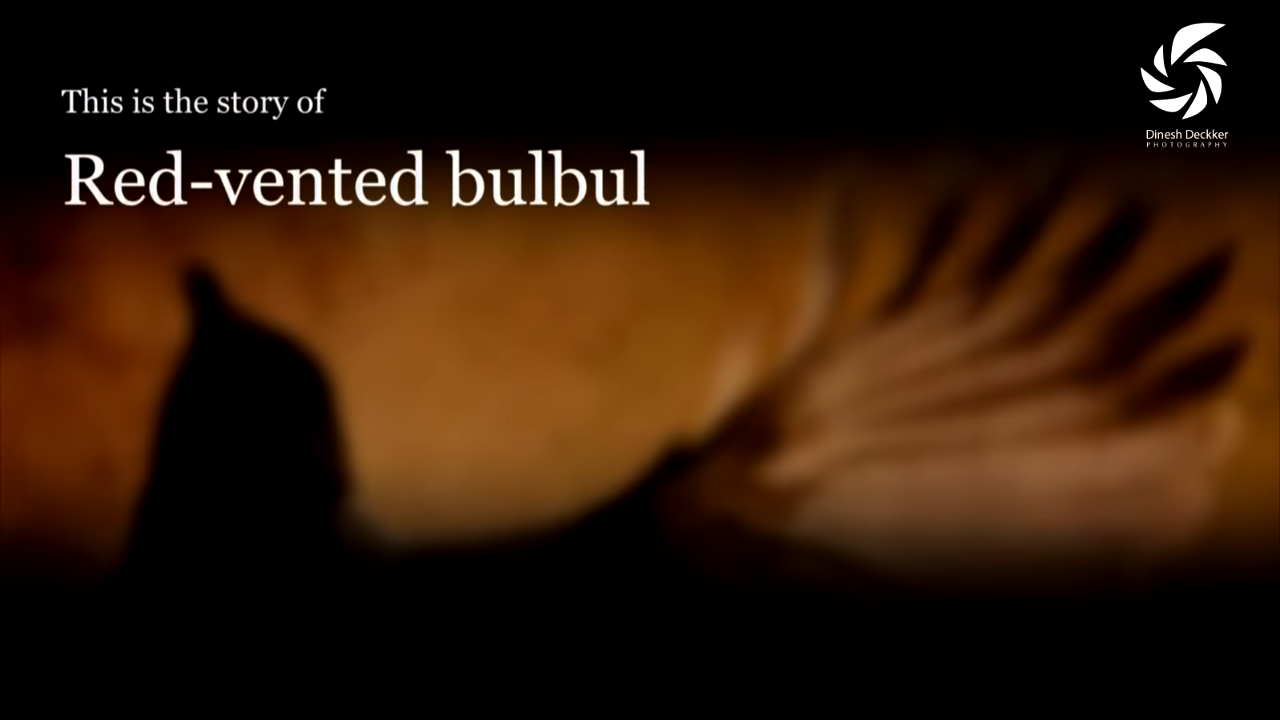 This is the story of
Red-vented bulbul
Dinesh Deckker
PHOTOGRAPHY